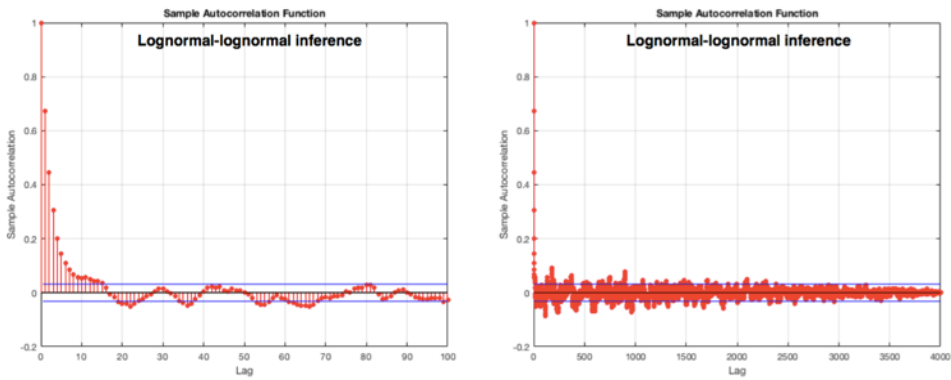 Sample Autocorrelation Function
Lognormal-lognormal inference
1
0.8
0.6
0.4
0.2
0
-0.2
Sample Autocorrelation
0 10 20 30 40 50 60 70 80 90 100
Lag
Sample Autocorrelation Function
Lognormal-lognormal inference
1
0.8
0.6
0.4
0.2
0
-0.2
Sample Autocorrelation
0 500 1000 1500 2000 2500 3000 3500 4000
Lag